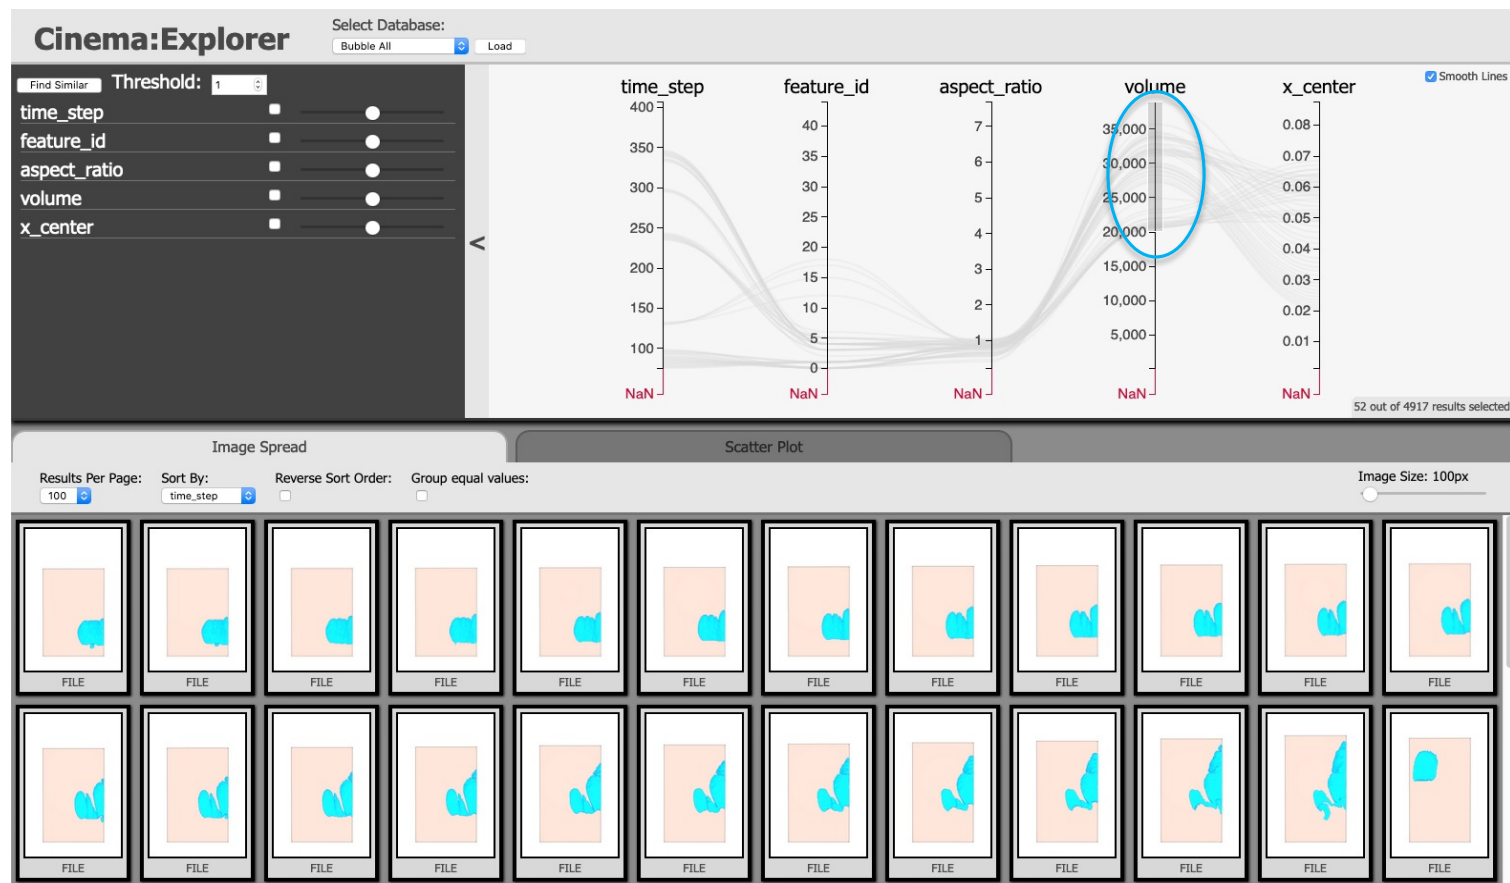 Cinema:Explorer
Select Database:
Bubble All
Load
Find Similar
Threshold:
1
time_step
feature_id
aspect_ratio
volume
x_center
<
time_step
feature_id
aspect_ratio
volume
x_center
Smooth Lines
400
350
300
250
200
150
100
NaN
40
35
30
25
20
15
10
5
0
NaN
7
6
5
4
3
2
1
NaN
35,000
30,000
25,000
20,000
15,000
10,000
5,000
NaN
0.08
0.07
0.06
0.05
0.04
0.03
0.02
0.01
NaN
52 out of 4917 results selected
Image Spread
Scatter Plot
Results Per Page:
100
Sort By:
time_step
Reverse Sort Order:
Group equal values:
Image Size: 100px
FILE FILE FILE FILE FILE FILE FILE FILE FILE FILE FILE FILE
FILE FILE FILE FILE FILE FILE FILE FILE FILE FILE FILE FILE